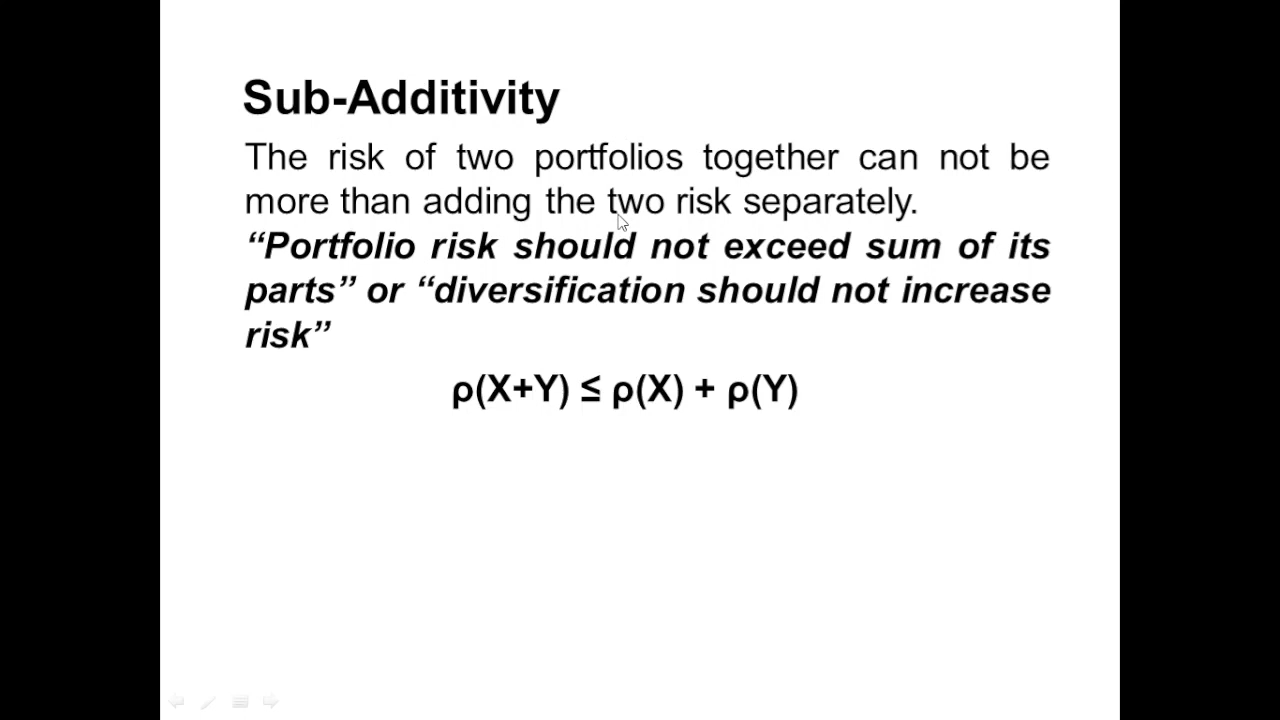 Sub-Additivity
The risk of two portfolios together can not be
more than adding the two risk separately.
“Portfolio risk should not exceed sum of its
parts” or “diversification should not increase
risk”
ρ(X+Y) ≤ ρ(X) + ρ(Y)